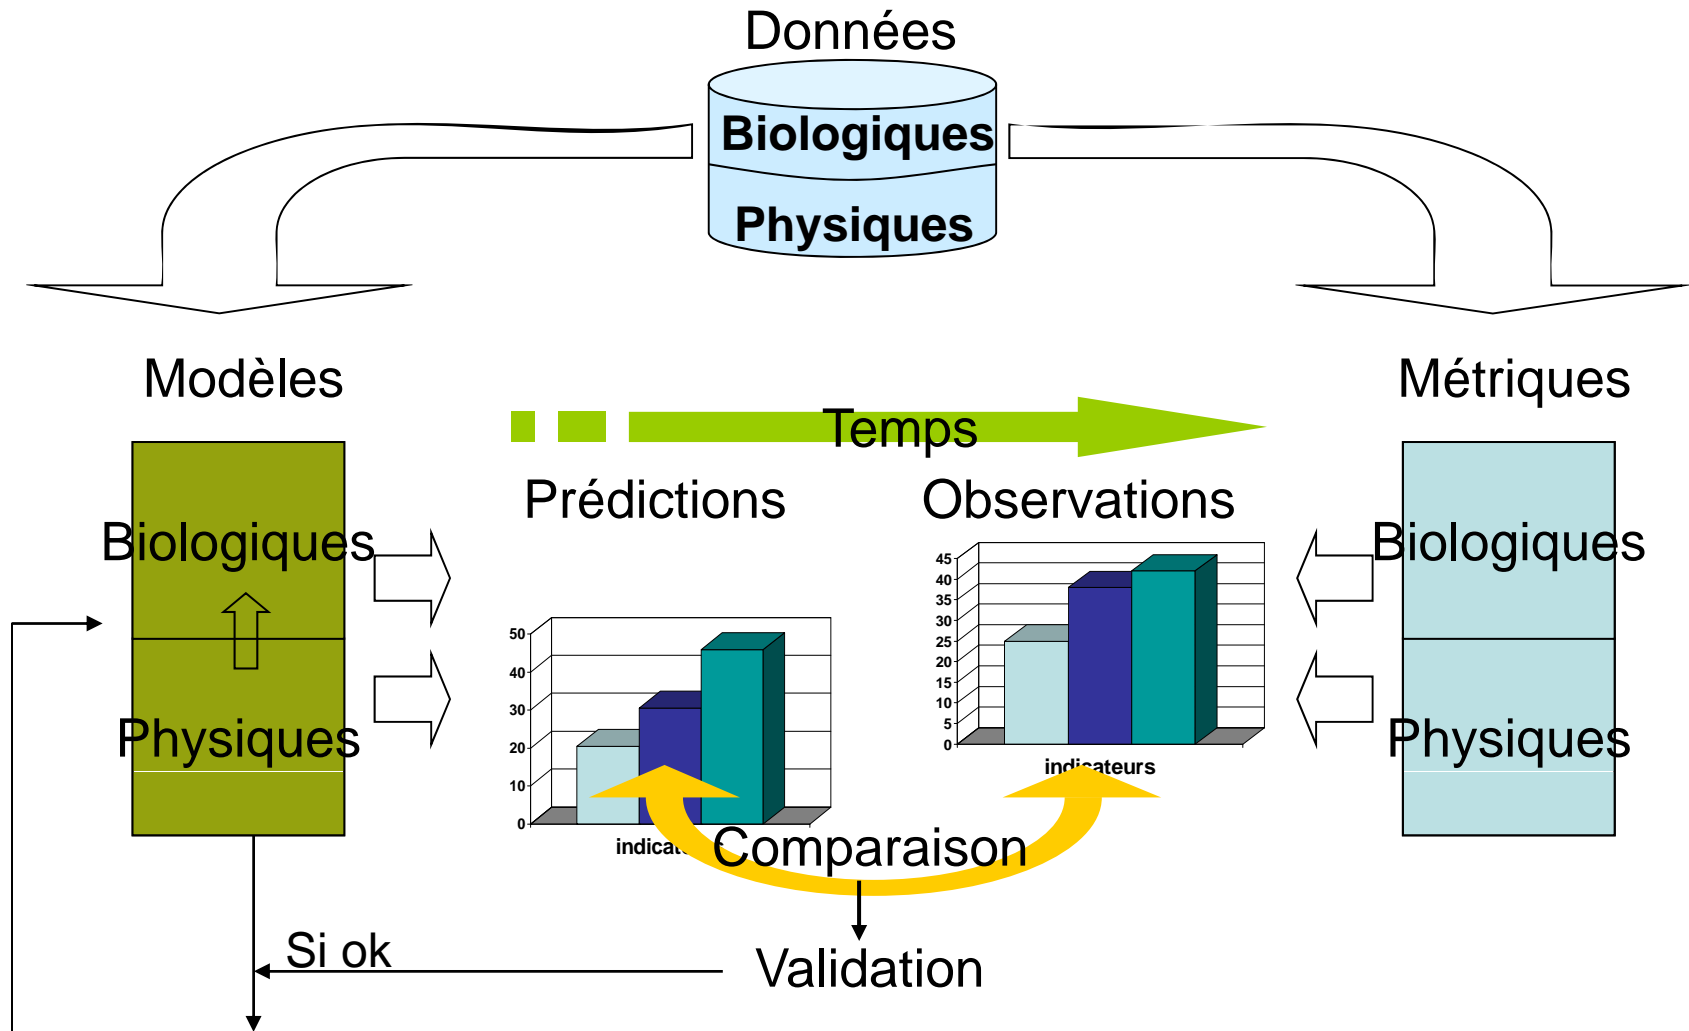 Données
Biologiques
Physiques
Modèles
Métriques
Temps
Prédictions
Observations
Biologiques
Physiques
50
40
30
20
10
0
45
40
35
30
25
20
15
10
5
0
indicateurs
Biologiques
Physiques
Comparaison
Si ok
Validation